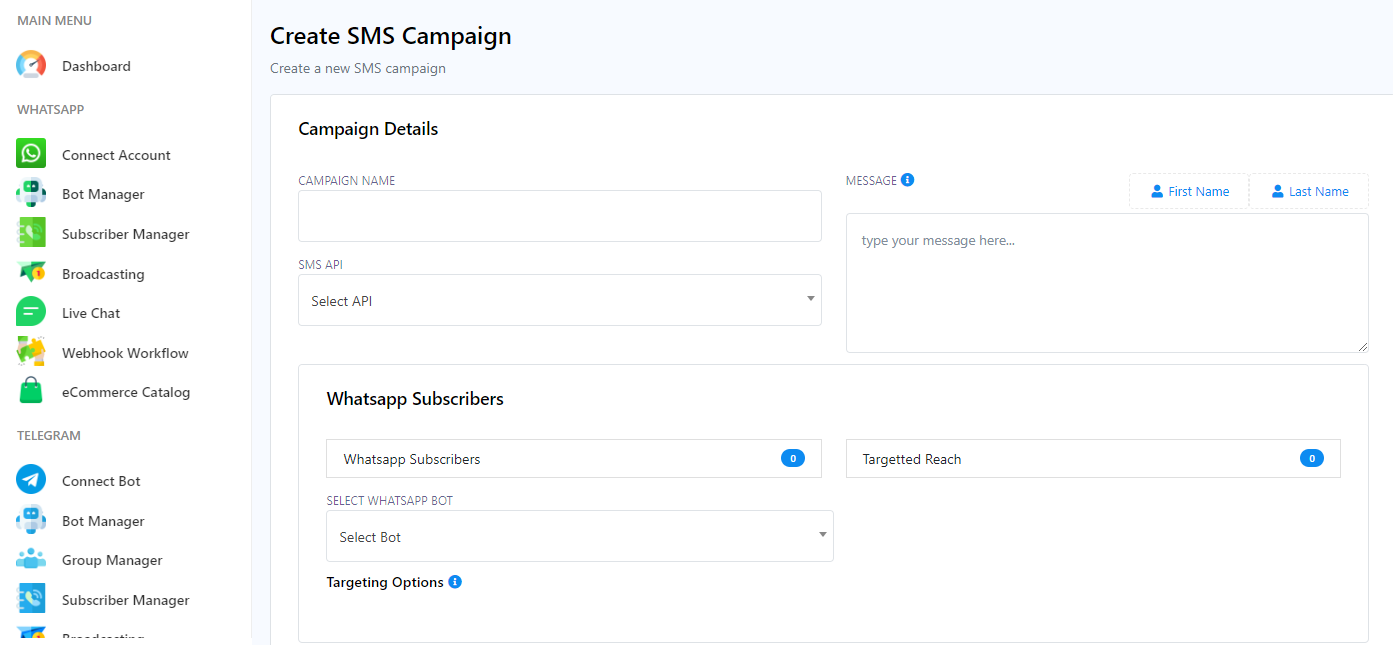 MAIN MENU
Dashboard
WHATSAPP
Connect Account
Bot Manager
Subscriber Manager
Broadcasting
Live Chat
Webhook Workflow
eCommerce Catalog
TELEGRAM
Connect Bot
Bot Manager
Group Manager
Subscriber Manager
Broadcasting
Create SMS Campaign
Create a new SMS campaign
Campaign Details
CAMPAIGN NAME
SMS API
Select API
MESSAGE
First Name
Last Name
type your message here...
Whatsapp Subscribers
Whatsapp Subscribers 0
Targetted Reach 0
SELECT WHATSAPP BOT
Select Bot
Targeting Options